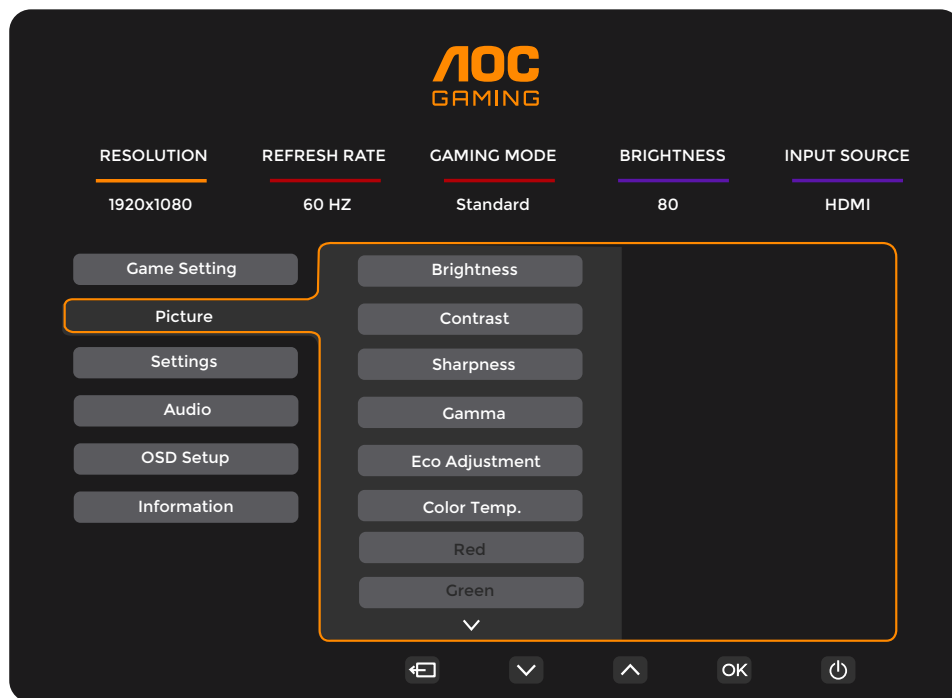 AOC
GAMING
RESOLUTION REFRESH RATE GAMING MODE BRIGHTNESS INPUT SOURCE
1920x1080 60 HZ Standard 80 HDMI
Game Setting
Picture
Settings
Audio
OSD Setup
Information
Brightness
Contrast
Sharpness
Gamma
Eco Adjustment
Color Temp.
Red
Green
OK